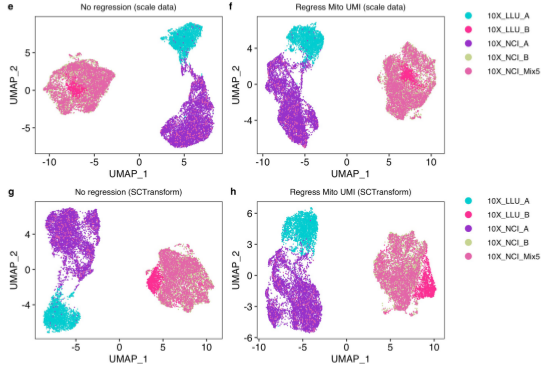 e No regression (scale data)
UMAP_2
5
0
-5
-10 -5 0 5
UMAP_1
f Regress Mito UMI (scale data)
UMAP_2
4
0
-4
-5 0 5 10
UMAP_1
10X_LLU_A
10X_LLU_B
10X_NCI_A
10X_NCI_B
10X_NCI_Mix5
g No regression (SCTransform)
UMAP_2
4
0
-4
-5 0 5 10
UMAP_1
h Regress Mito UMI (SCTransform)
UMAP_2
6
3
0
-3
-6
-10 -5 0 5 10
UMAP_1
10X_LLU_A
10X_LLU_B
10X_NCI_A
10X_NCI_B
10X_NCI_Mix5